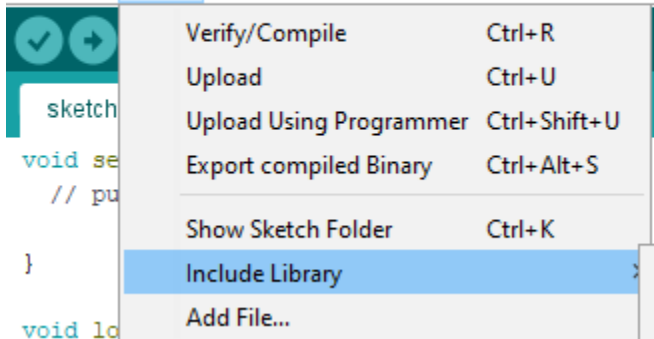 Verify/Compile Ctrl+R
Upload Ctrl+U
sketch
Upload Using Programmer Ctrl+Shift+U
void se
Export compiled Binary Ctrl+Alt+S
// pu
Show Sketch Folder Ctrl+K
}
Include Library
Add File...
void lo